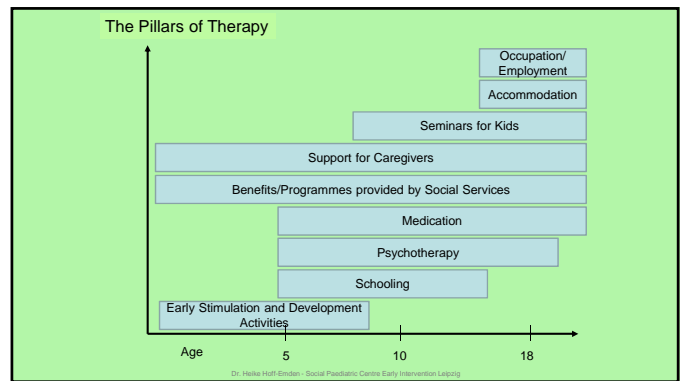 The Pillars of Therapy
Occupation/
Employment
Accommodation
Seminars for Kids
Support for Caregivers
Benefits/Programmes provided by Social Services
Medication
Psychotherapy
Schooling
Early Stimulation and Development
Activities
Age 5 10 18
Dr. Heike Hoff-Emden - Social Paediatric Centre Early Intervention Leipzig